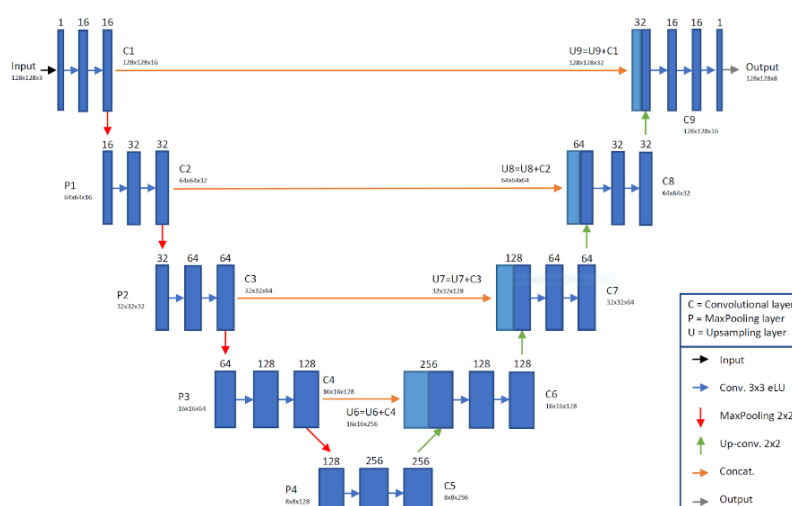 1 16 16
C1
128x128x16
Input
128x128x3
U9=U9+C1
128x128x32
32 16 16 1
Output
128x128x8
C9
128x128x16
16 32 32
C2
64x64x32
P1
64x64x16
U8=U8+C2
64x64x64
64 32 32
C8
64x64x32
32 64 64
C3
32x32x64
P2
32x32x32
U7=U7+C3
32x32x128
128 64 64
C7
32x32x64
64 128 128
C4
16x16x128
P3
16x16x64
U6=U6+C4
16x16x256
256 128 128
C6
16x16x128
128 256 256
P4
8x8x128
C5
8x8x256
C = Convolutional layer
P = MaxPooling layer
U = Upsampling layer
Input
Conv. 3x3 eLU
MaxPooling 2x2
Up-conv. 2x2
Concat.
Output